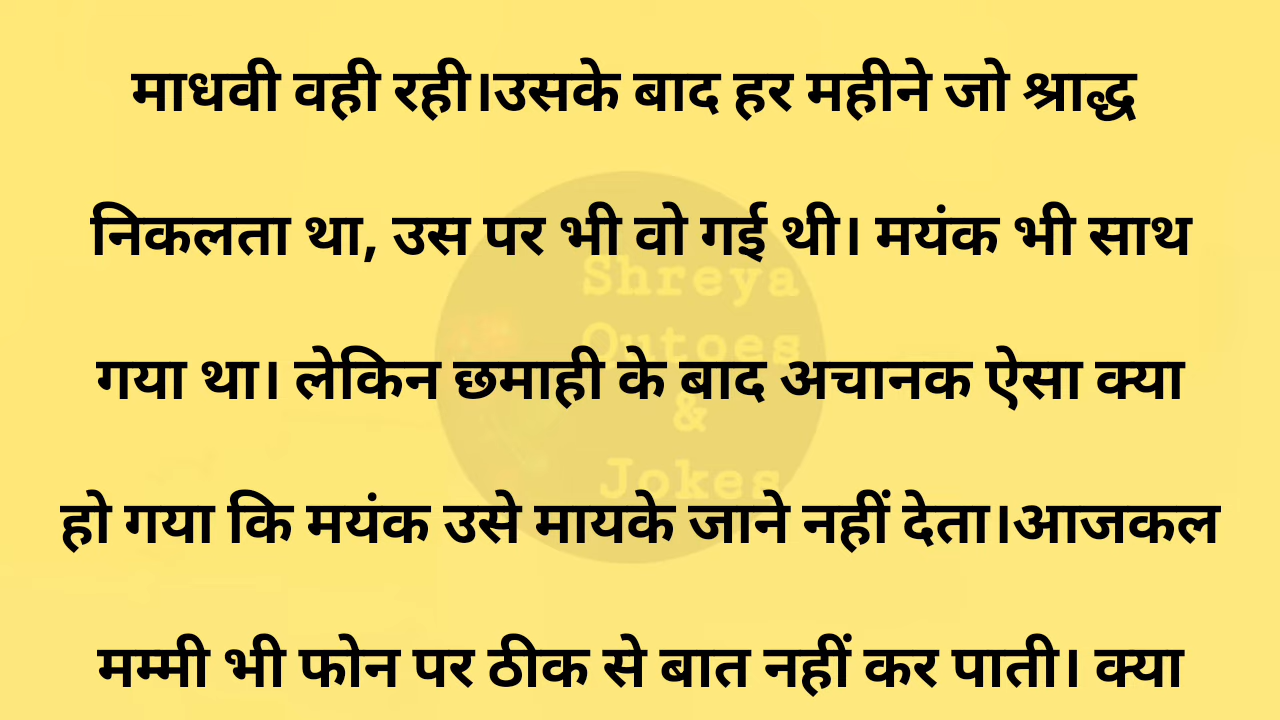 माधवी वही रही।उसके बाद हर महीने जो श्राद्ध
निकलता था, उस पर भी वो गई थी। मयंक भी साथ
गया था। लेकिन छमाही के बाद अचानक ऐसा क्या
हो गया कि मयंक उसे मायके जाने नहीं देता।आजकल
मम्मी भी फोन पर ठीक से बात नहीं कर पाती। क्या
Shreya
Qutoes
&
Jokes